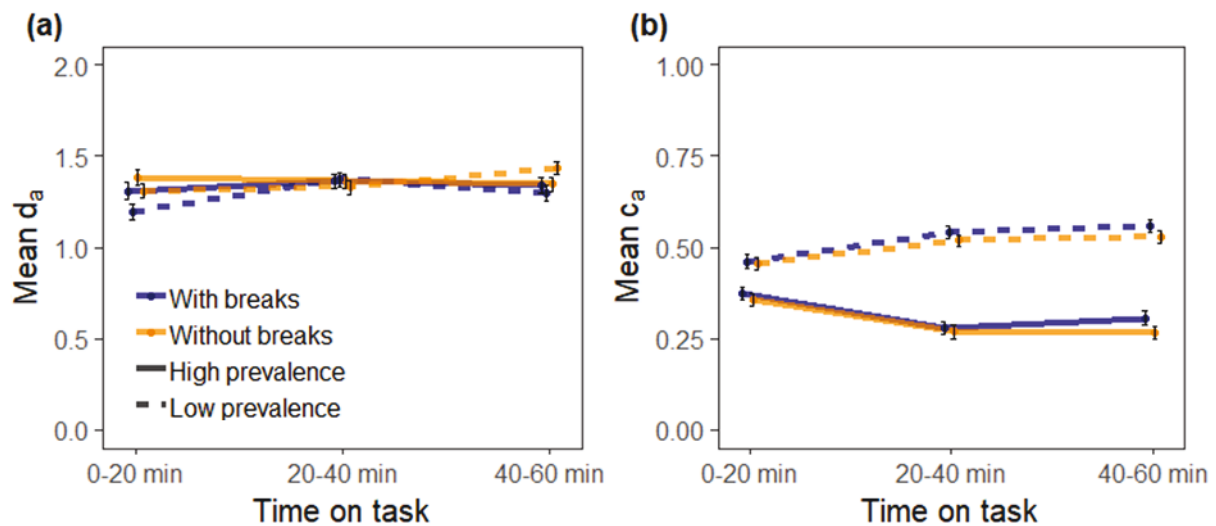 (a)
Mean da
2.0
1.5
1.0
0.5
0.0
With breaks
Without breaks
High prevalence
Low prevalence
0-20 min 20-40 min 40-60 min
Time on task
(b)
Mean ca
1.00
0.75
0.50
0.25
0.00
0-20 min 20-40 min 40-60 min
Time on task